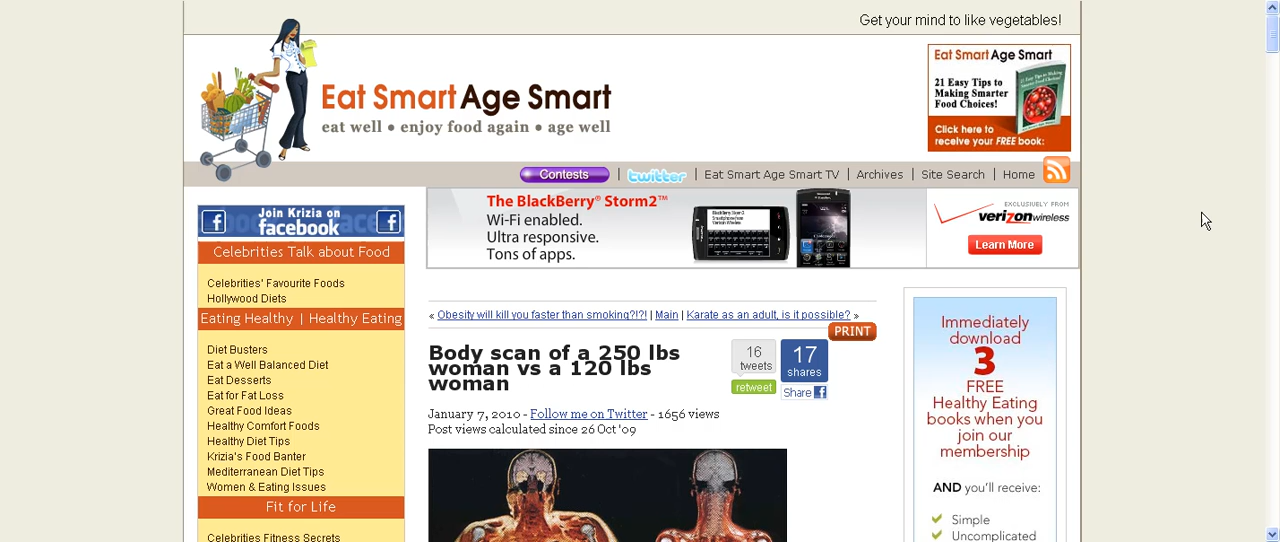 Get your mind to like vegetables!
Eat Smart Age Smart
eat well • enjoy food again • age well
Eat Smart Age Smart
21 Easy Tips to
Making Smarter
Food Choices!
Click here to
receive your FREE book:
Contests | twitter | Eat Smart Age Smart TV | Archives | Site Search | Home
Join Krizia on
facebook
Celebrities Talk about Food
Celebrities' Favourite Foods
Hollywood Diets
Eating Healthy | Healthy Eating
Diet Busters
Eat a Well Balanced Diet
Eat Desserts
Eat for Fat Loss
Great Food Ideas
Healthy Comfort Foods
Healthy Diet Tips
Krizia's Food Banter
Mediterranean Diet Tips
Women & Eating Issues
Fit for Life
Celebrities Fitness Secrets
The BlackBerry® Storm2™
Wi-Fi enabled.
Ultra responsive.
Tons of apps.
EXCLUSIVELY FROM
verizon wireless
Learn More
« Obesity will kill you faster than smoking?!?! | Main | Karate as an adult, is it possible? »
PRINT
Body scan of a 250 lbs
woman vs a 120 lbs
woman
16
tweets
retweet
17
shares
Share
January 7, 2010 - Follow me on Twitter - 1656 views
Post views calculated since 26 Oct '09
Immediately
download
3
FREE
Healthy Eating
books when you
join our
membership
AND you'll receive:
Simple
Uncomplicated